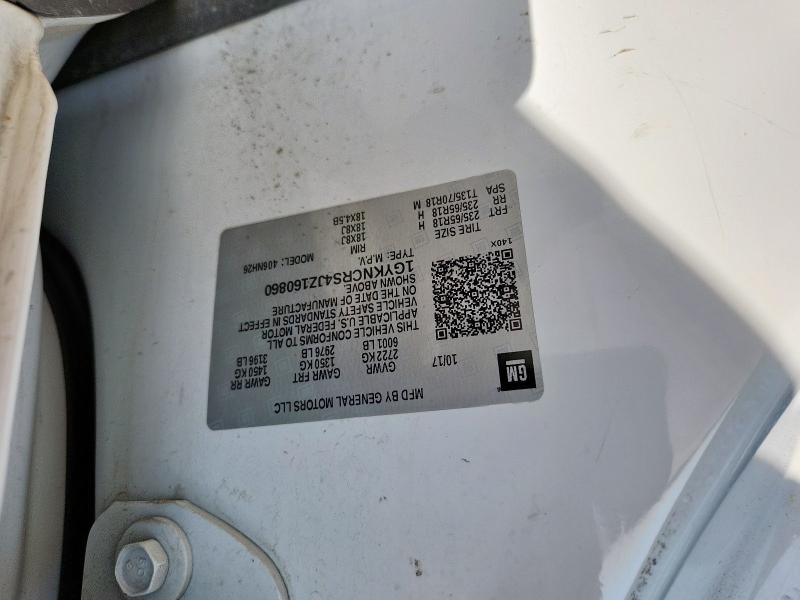 MFD BY GENERAL MOTORS LLC
GM
10/17
GVWR GAWR FRT GAWR RR
2722 KG 1350 KG 1450 KG
6001 LB 2976 LB 3196 LB
THIS VEHICLE CONFORMS TO ALL
APPLICABLE U.S. FEDERAL MOTOR
VEHICLE SAFETY STANDARDS IN EFFECT
ON THE DATE OF MANUFACTURE
SHOWN ABOVE.
1GYKNCRS4JZ160860
TYPE: M.P.V. MODEL: 406NH26
140X
TIRE SIZE RIM
FRT 235/65R18 H 18X8J
RR 235/65R18 H 18X8J
SPA T135/70R18 M 18X4.5B